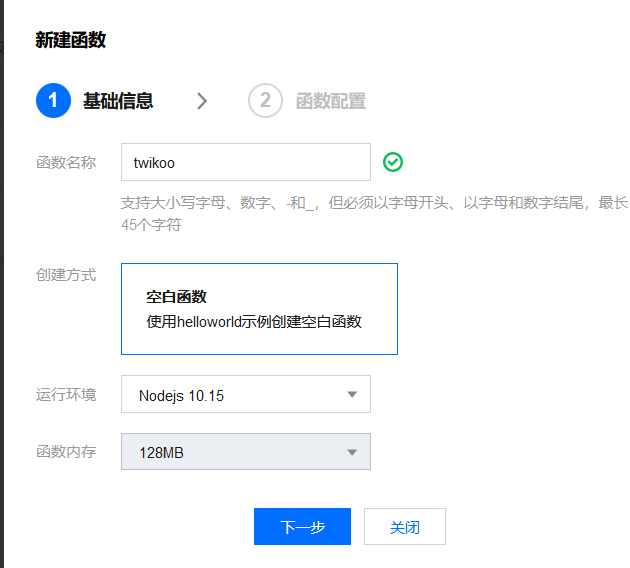 新建函数
1 基础信息 2 函数配置
函数名称 twikoo
支持大小写字母、数字、-和_，但必须以字母开头、以字母和数字结尾，最长
45个字符
创建方式
空白函数
使用helloworld示例创建空白函数
运行环境 Nodejs 10.15
函数内存 128MB
下一步 关闭